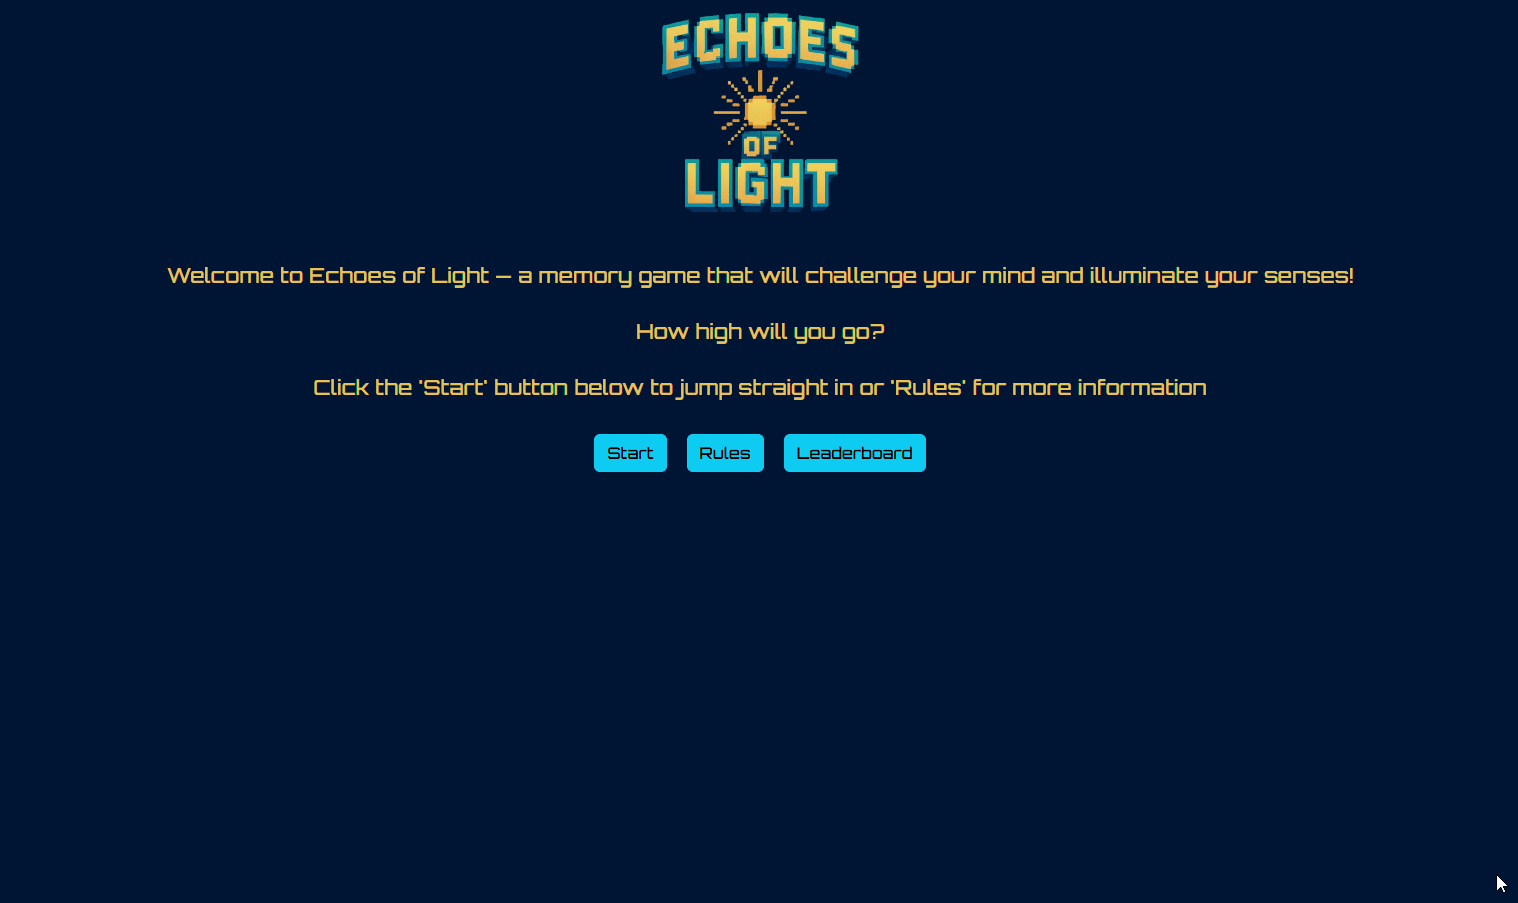 ECHOES
OF
LIGHT
Welcome to Echoes of Light — a memory game that will challenge your mind and illuminate your senses!
How high will you go?
Click the 'Start' button below to jump straight in or 'Rules' for more information
Start Rules Leaderboard